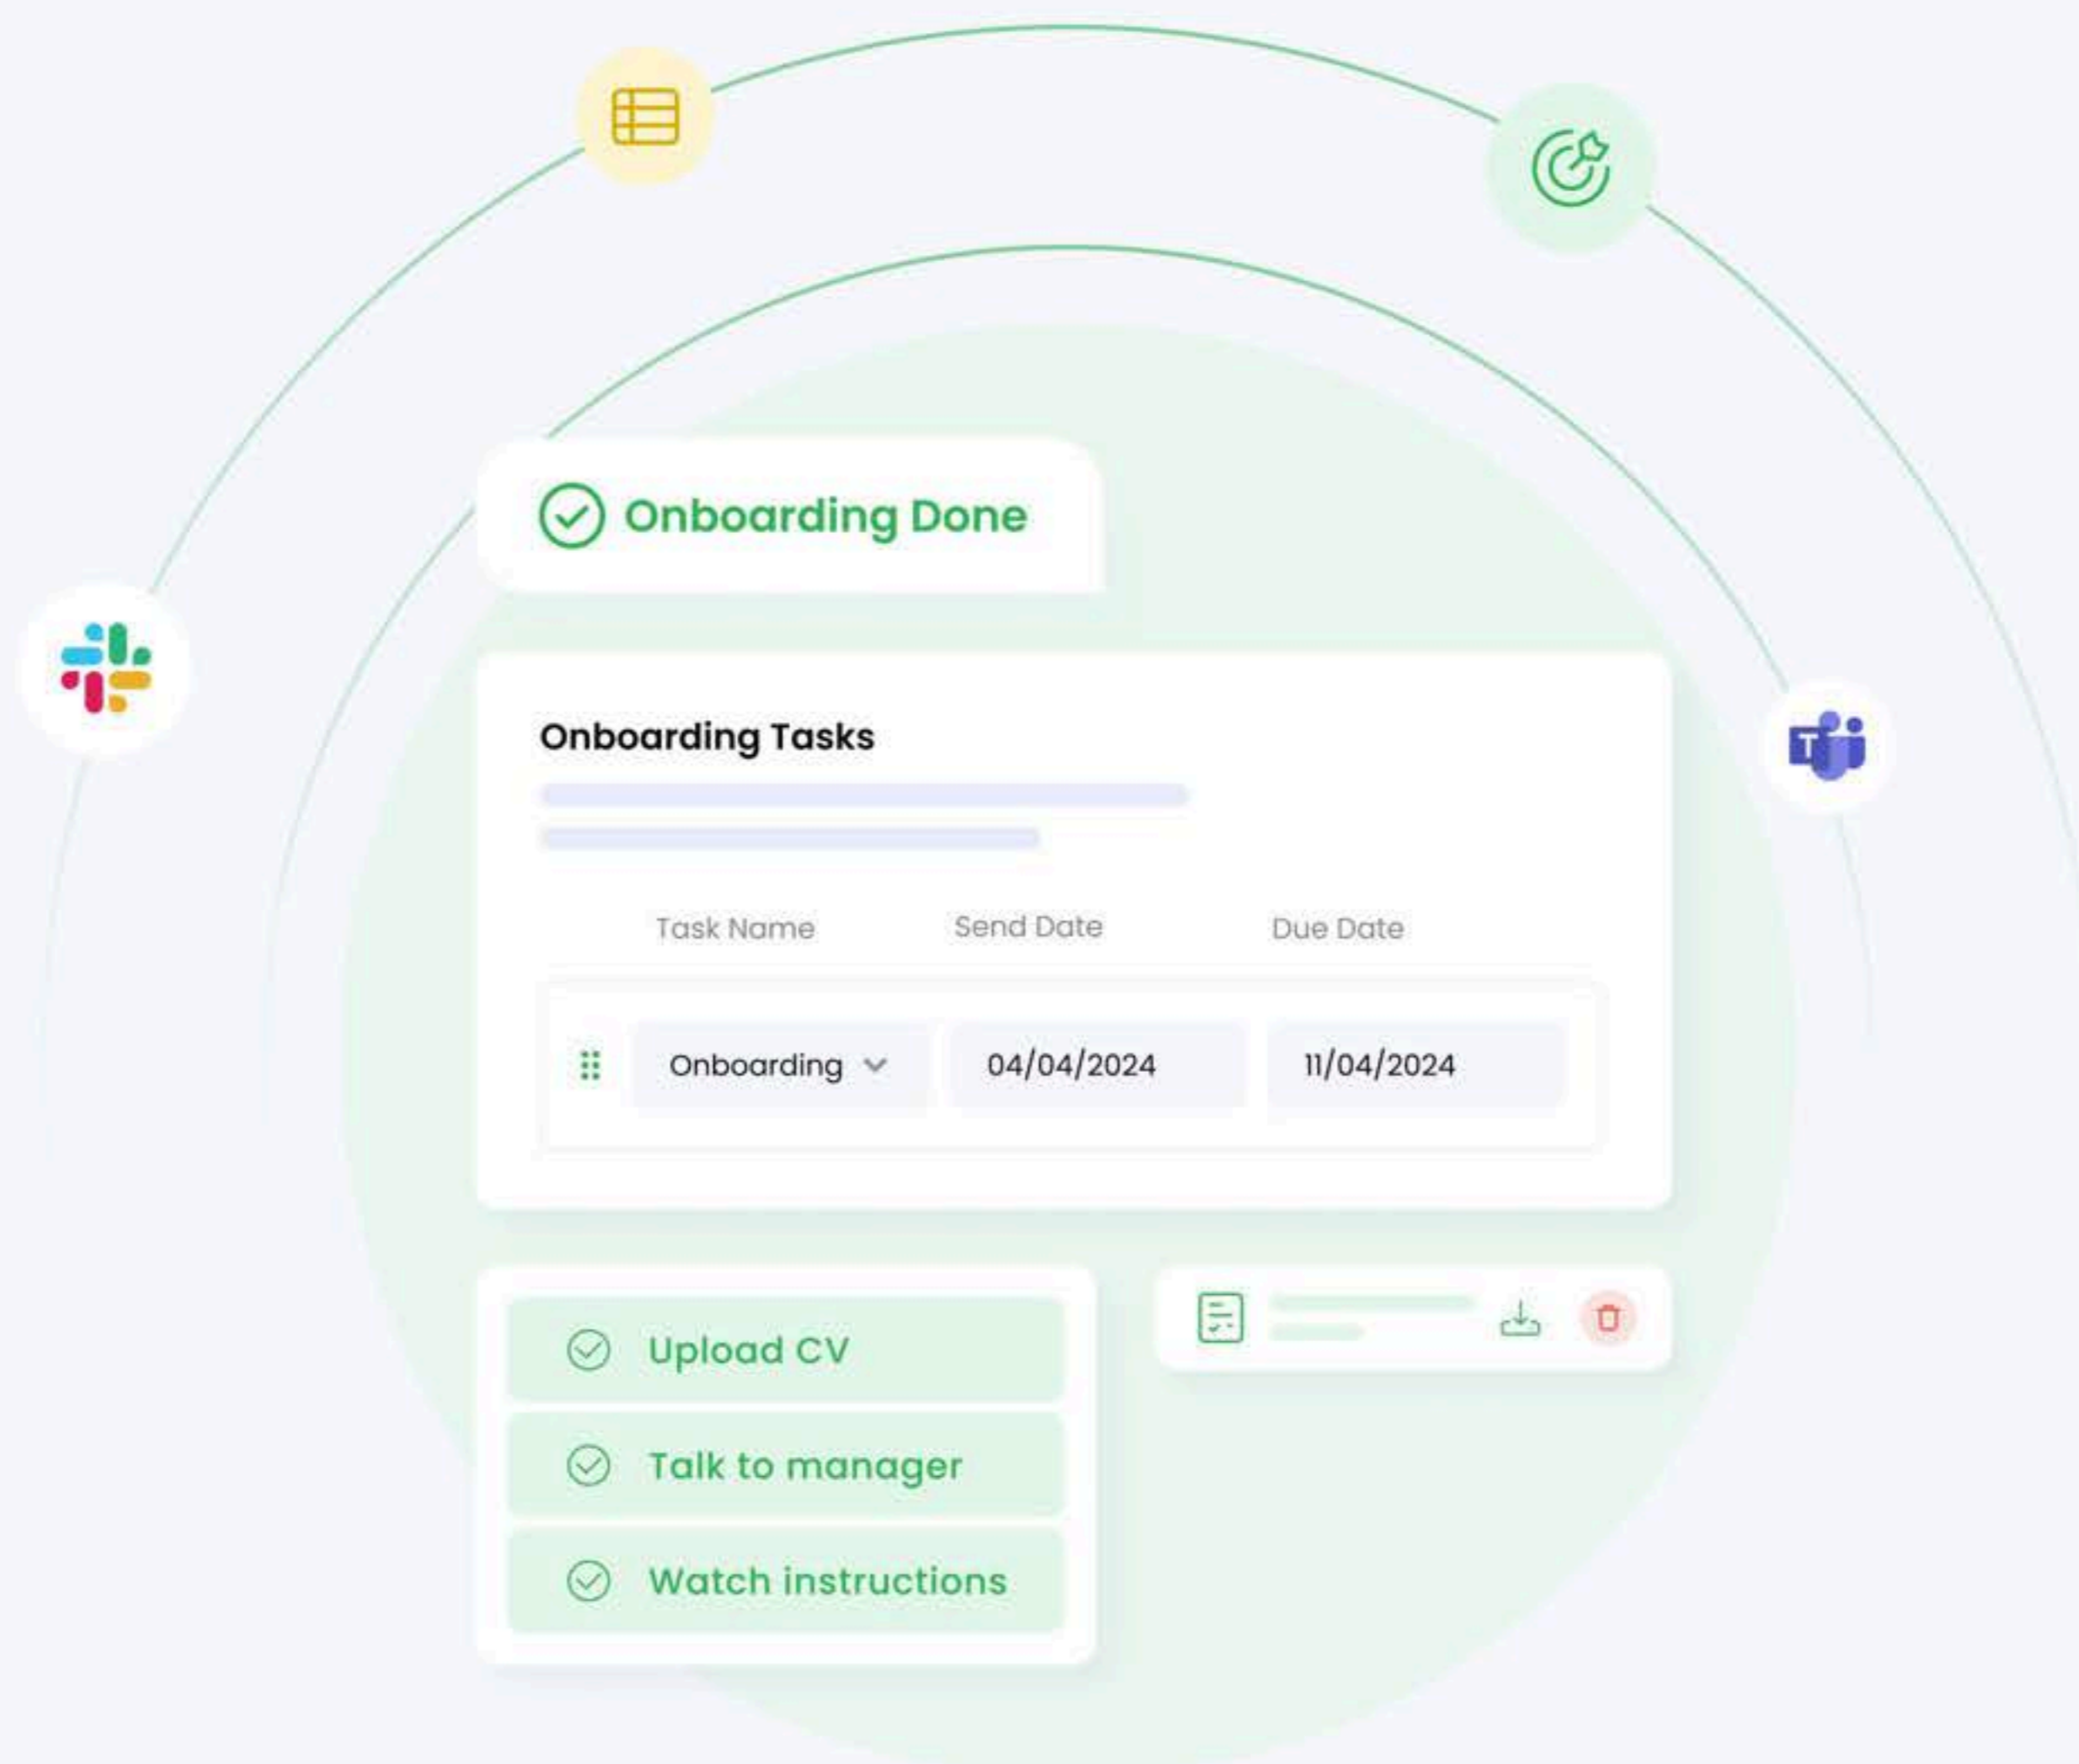 Onboarding Done
Onboarding Tasks
Task Name Send Date Due Date
Onboarding 04/04/2024 11/04/2024
Upload CV
Talk to manager
Watch instructions
T